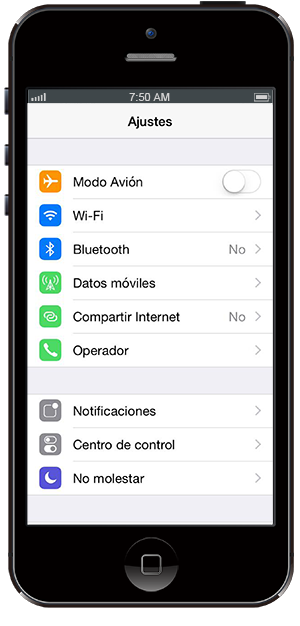 7:50 AM
Ajustes
Modo Avión
Wi-Fi
Bluetooth No
Datos móviles
Compartir Internet No
Operador
Notificaciones
Centro de control
No molestar